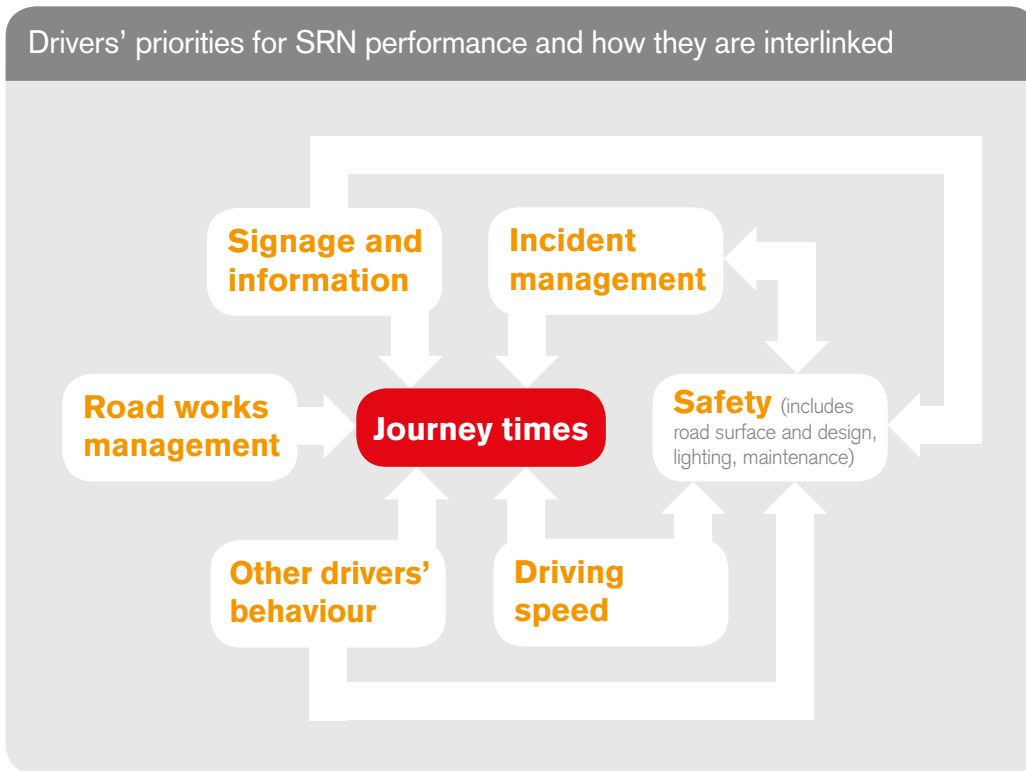 Drivers’ priorities for SRN performance and how they are interlinked
Signage and
information
Incident
management
Road works
management
Journey times
Safety (includes
road surface and design,
lighting, maintenance)
Other drivers’
behaviour
Driving
speed